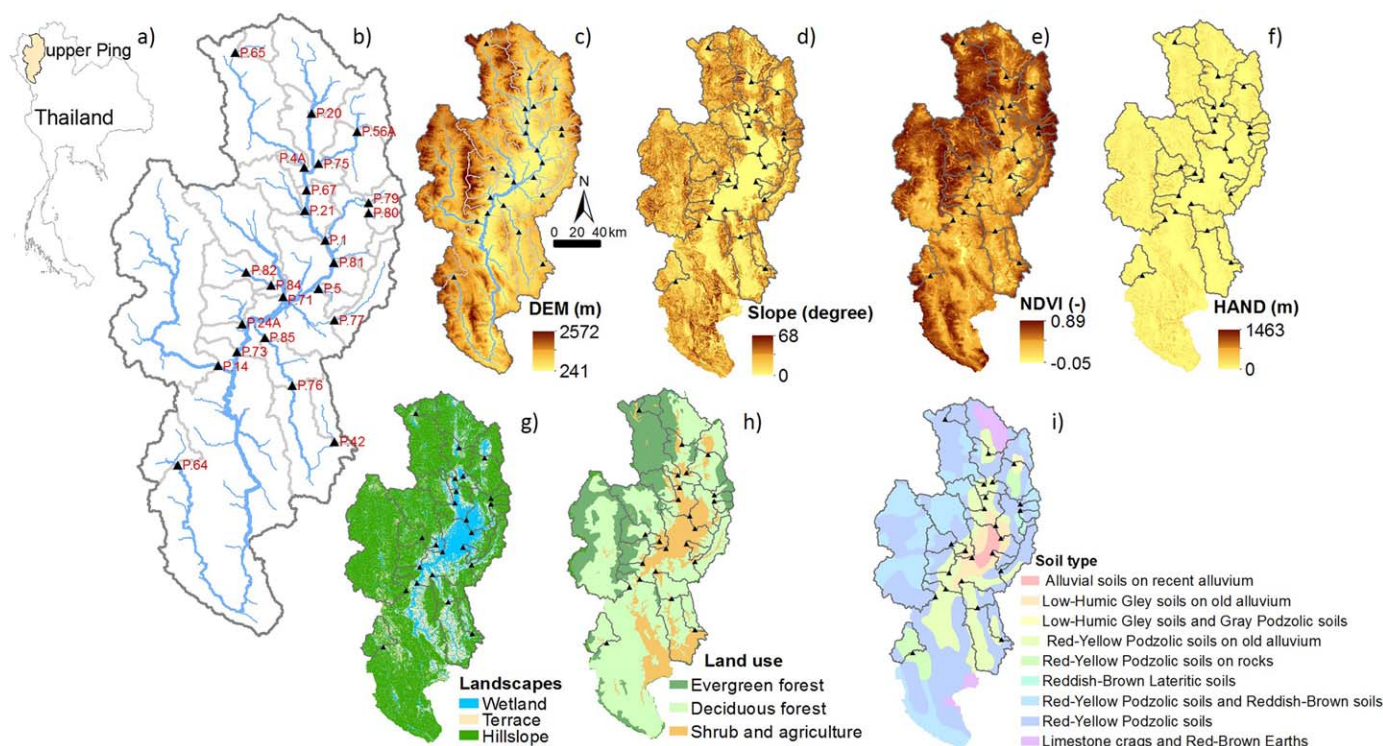 a)
upper Ping
Thailand
b)
P.65
P.20
P.56A
P.4A
P.75
P.67
P.79
P.21
P.80
P.1
P.81
P.82
P.84
P.5
P.71
P.24A
P.77
P.85
P.73
P.14
P.76
P.42
P.64
c)
N
0 20 40 km
DEM (m)
2572
241
d)
Slope (degree)
68
0
e)
NDVI (-)
0.89
-0.05
f)
HAND (m)
1463
0
g)
Landscapes
Wetland
Terrace
Hillslope
h)
Land use
Evergreen forest
Deciduous forest
Shrub and agriculture
i)
Soil type
Alluvial soils on recent alluvium
Low-Humic Gley soils on old alluvium
Low-Humic Gley soils and Gray Podzolic soils
Red-Yellow Podzolic soils on old alluvium
Red-Yellow Podzolic soils on rocks
Reddish-Brown Lateritic soils
Red-Yellow Podzolic soils and Reddish-Brown soils
Red-Yellow Podzolic soils
Limestone crags and Red-Brown Earths